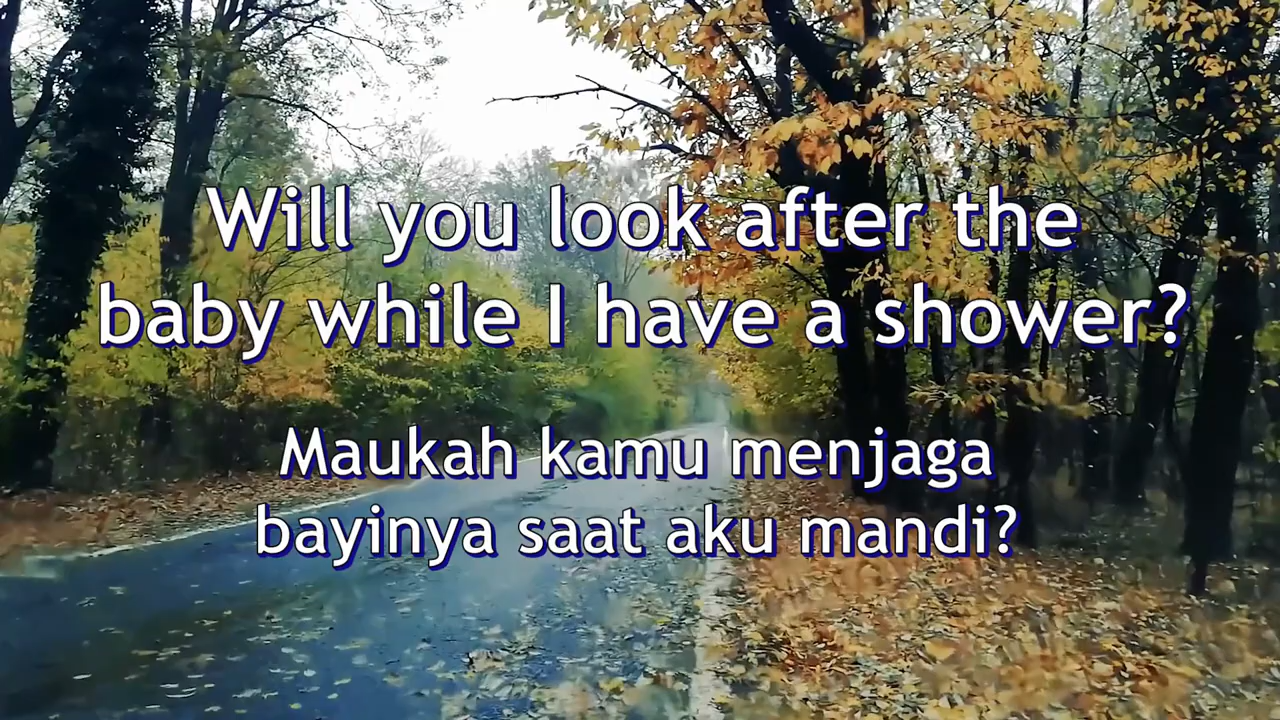 Will you look after the
baby while I have a shower?
Maukah kamu menjaga
bayinya saat aku mandi?